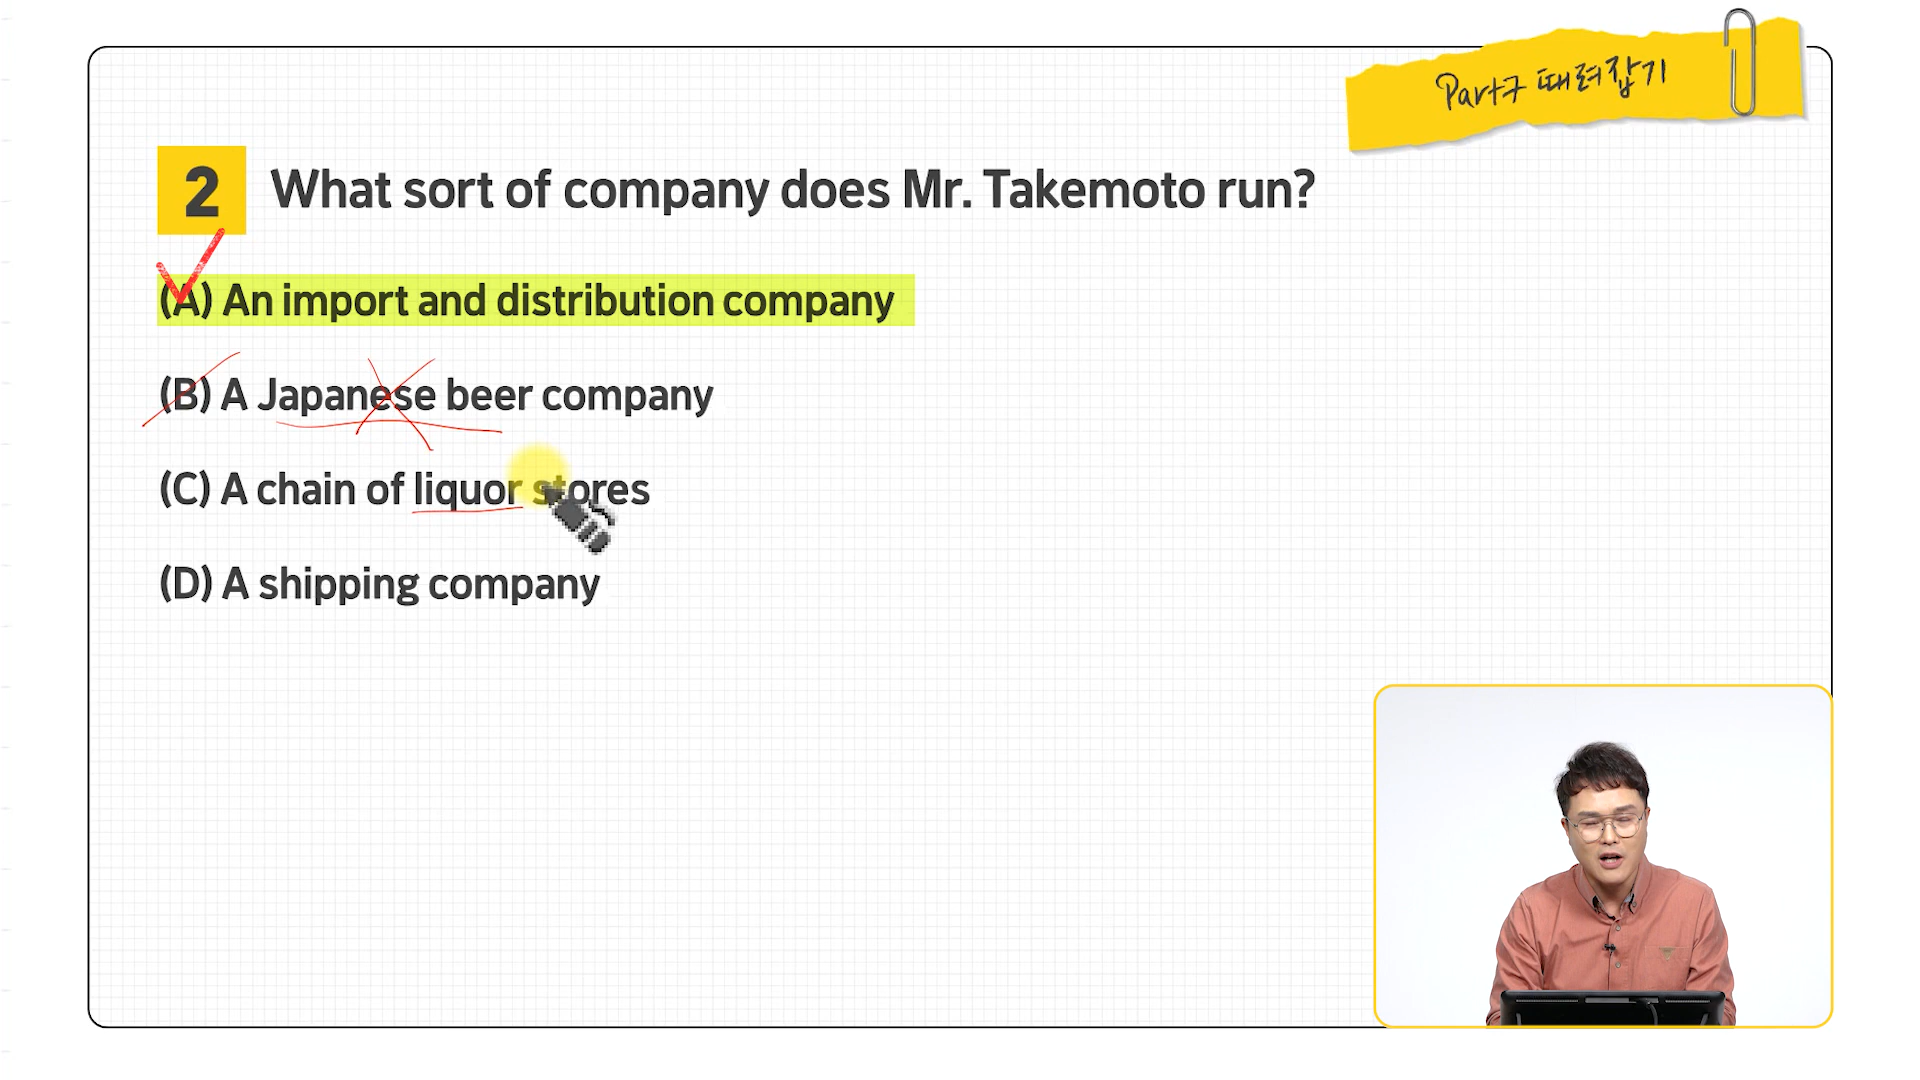 Part7 때려잡기
2 What sort of company does Mr. Takemoto run?
(A) An import and distribution company
(B) A Japanese beer company
(C) A chain of liquor stores
(D) A shipping company